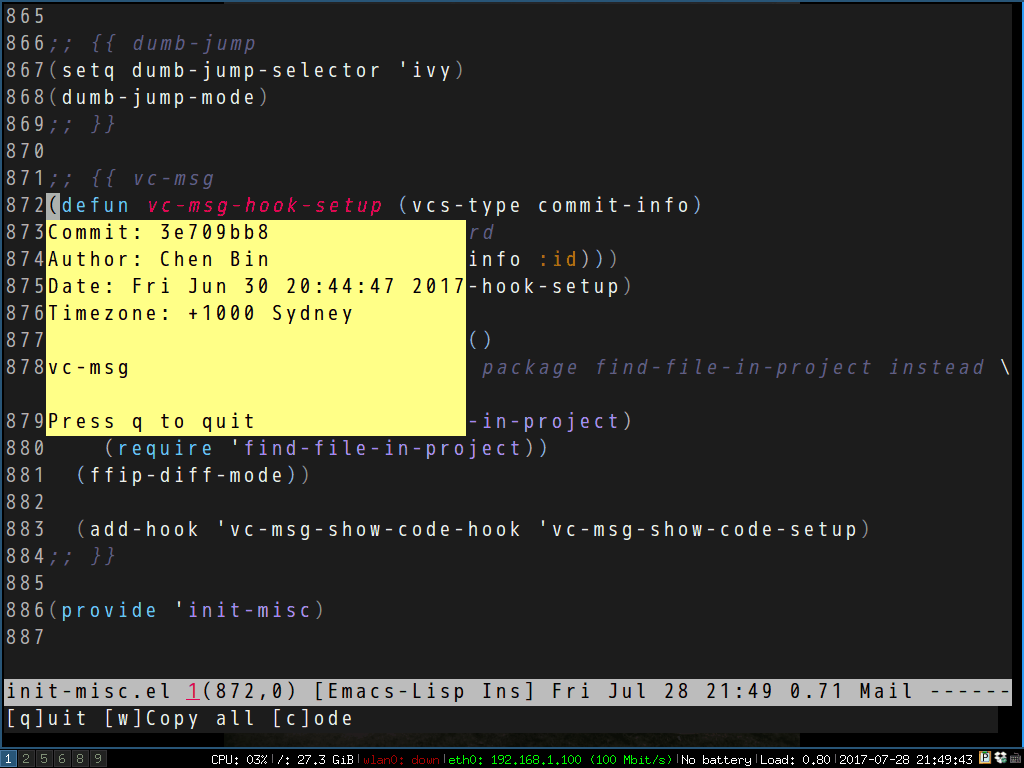 865
866;; {{ dumb-jump
867(setq dumb-jump-selector 'ivy)
868(dumb-jump-mode)
869;; }}
870
871;; {{ vc-msg
872(defun vc-msg-hook-setup (vcs-type commit-info)
873Commit: 3e709bb8 rd
874Author: Chen Bin info :id)))
875Date: Fri Jun 30 20:44:47 2017-hook-setup)
876Timezone: +1000 Sydney
877 ()
878vc-msg package find-file-in-project instead \
879Press q to quit -in-project)
880    (require 'find-file-in-project))
881  (ffip-diff-mode))
882
883  (add-hook 'vc-msg-show-code-hook 'vc-msg-show-code-setup)
884;; }}
885
886(provide 'init-misc)
887
init-misc.el 1(872,0) [Emacs-Lisp Ins] Fri Jul 28 21:49 0.71 Mail ------
[q]uit [w]Copy all [c]ode
1 2 5 6 8 9 CPU: 03%|/: 27.3 GiB|wlan0: down|eth0: 192.168.1.100 (100 Mbit/s)|No battery|Load: 0.80|2017-07-28 21:49:43 P